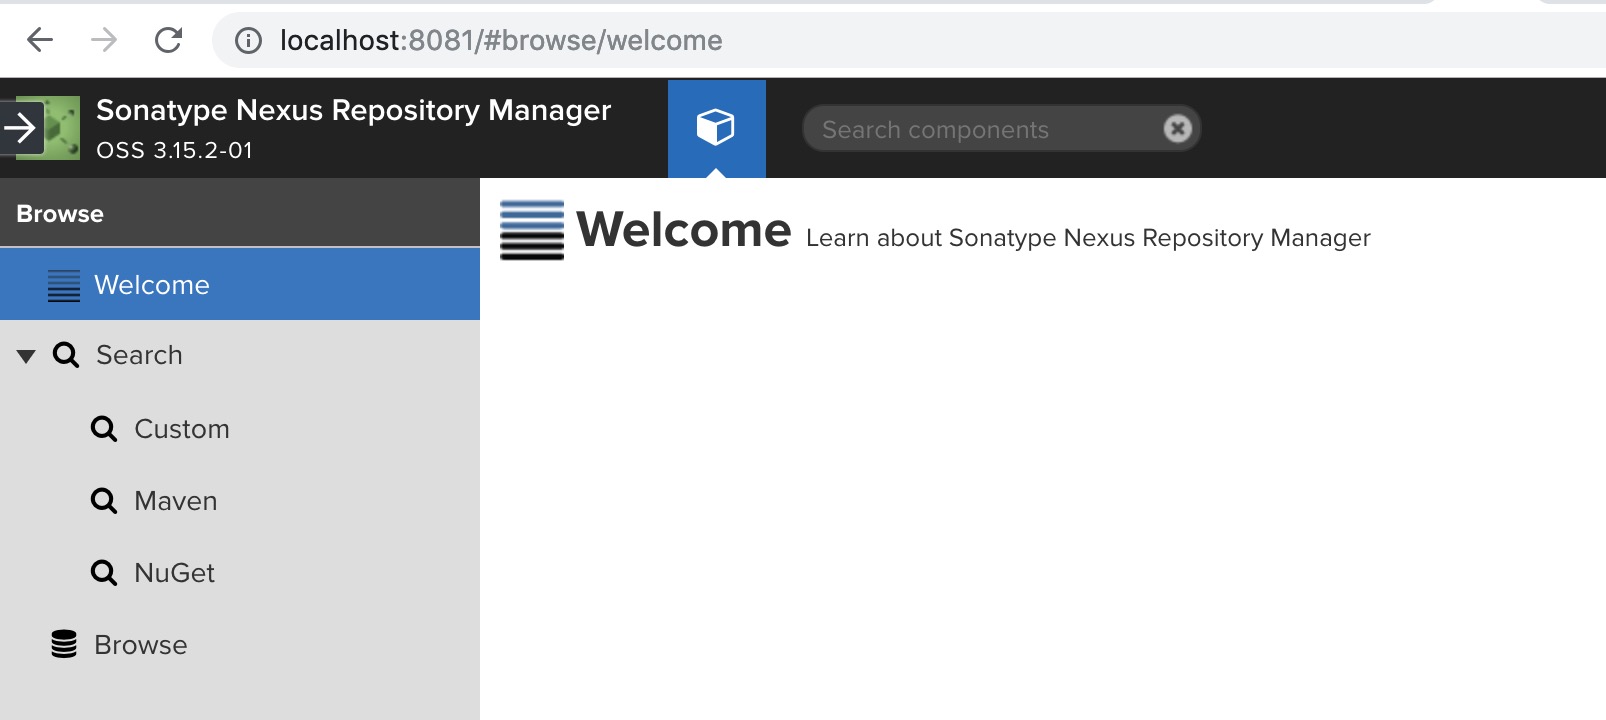 localhost:8081/#browse/welcome
Sonatype Nexus Repository Manager
OSS 3.15.2-01
Search components
Browse
Welcome
Search
Custom
Maven
NuGet
Browse
Welcome Learn about Sonatype Nexus Repository Manager